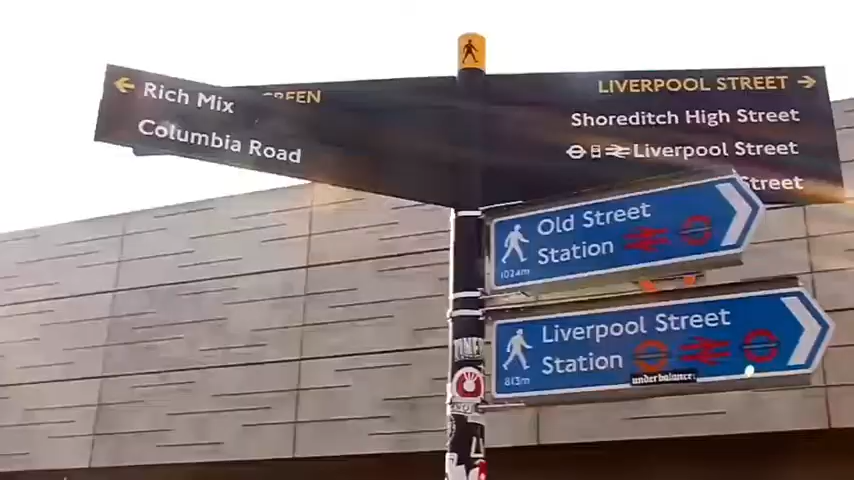 Rich Mix
Columbia Road
GREEN
LIVERPOOL STREET
Shoreditch High Street
Liverpool Street
Street
Old Street
Station
1024m
Liverpool Street
Station
813m
underbalance